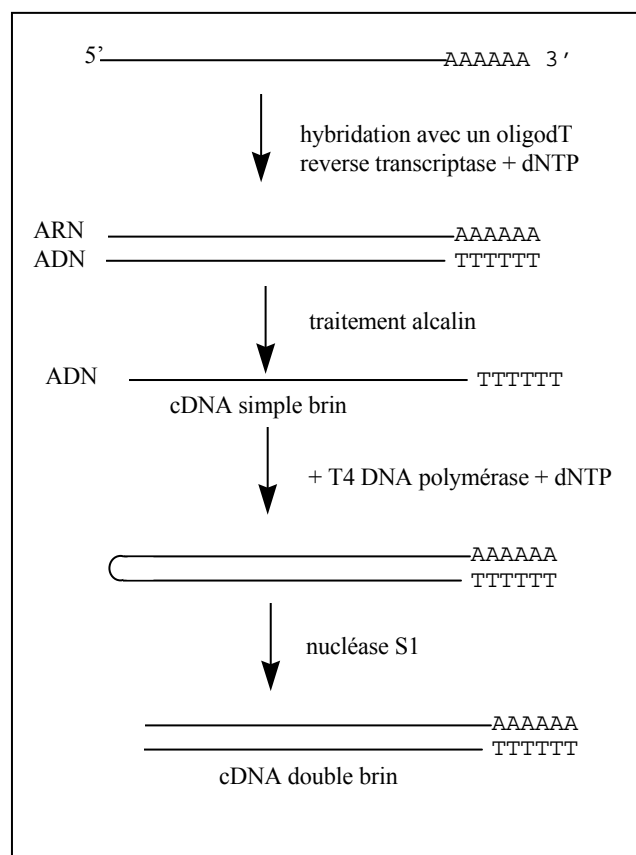 5’ AAAAAA 3’
hybridation avec un oligodT
reverse transcriptase + dNTP
ARN AAAAAA
ADN TTTTTT
traitement alcalin
ADN TTTTTT
cDNA simple brin
+ T4 DNA polymérase + dNTP
AAAAAA
TTTTTT
nucléase S1
AAAAAA
TTTTTT
cDNA double brin